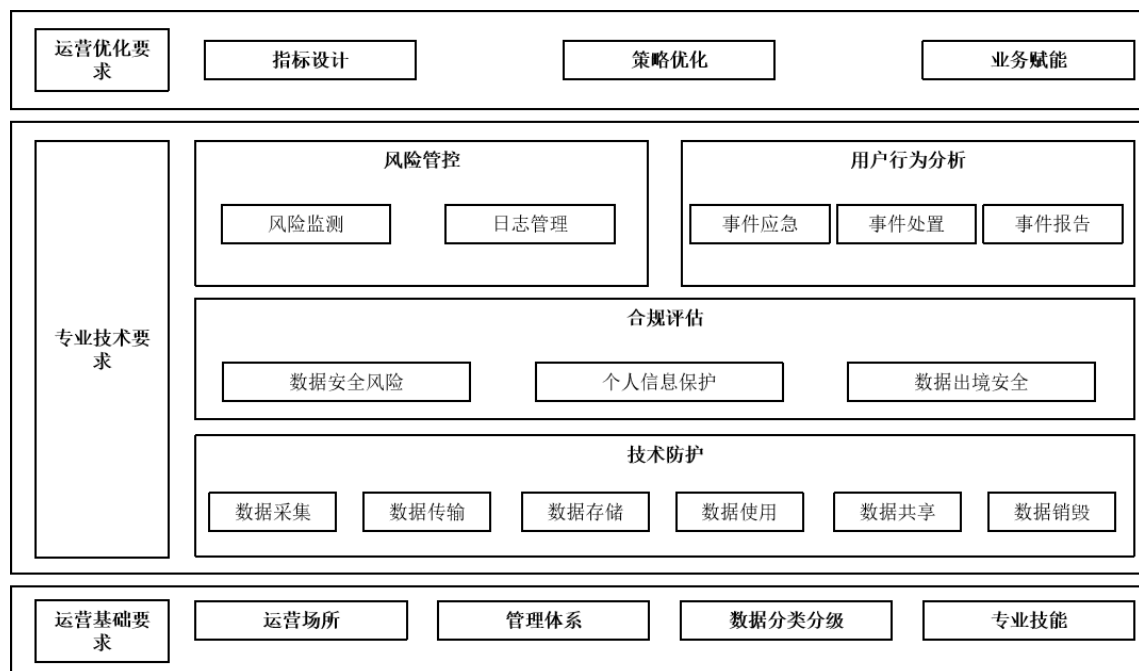 运营优化要
求
指标设计
策略优化
业务赋能
专业技术要
求
风险管控
风险监测
日志管理
用户行为分析
事件应急
事件处置
事件报告
合规评估
数据安全风险
个人信息保护
数据出境安全
技术防护
数据采集
数据传输
数据存储
数据使用
数据共享
数据销毁
运营基础要
求
运营场所
管理体系
数据分类分级
专业技能